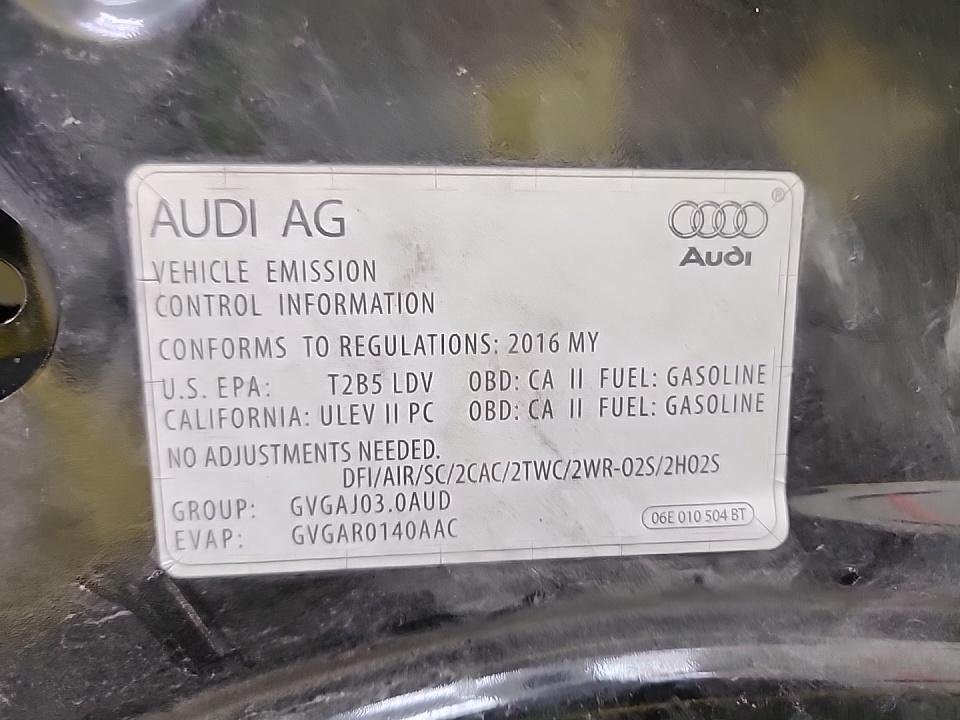 AUDI AG
®
Audi
VEHICLE EMISSION
CONTROL INFORMATION
CONFORMS TO REGULATIONS: 2016 MY
U.S. EPA: T2B5 LDV OBD: CA II FUEL: GASOLINE
CALIFORNIA: ULEV II PC OBD: CA II FUEL: GASOLINE
NO ADJUSTMENTS NEEDED.
DFI/AIR/SC/2CAC/2TWC/2WR-O2S/2HO2S
GROUP: GVGAJ03.0AUD
EVAP: GVGAR0140AAC
06E 010 504 BT